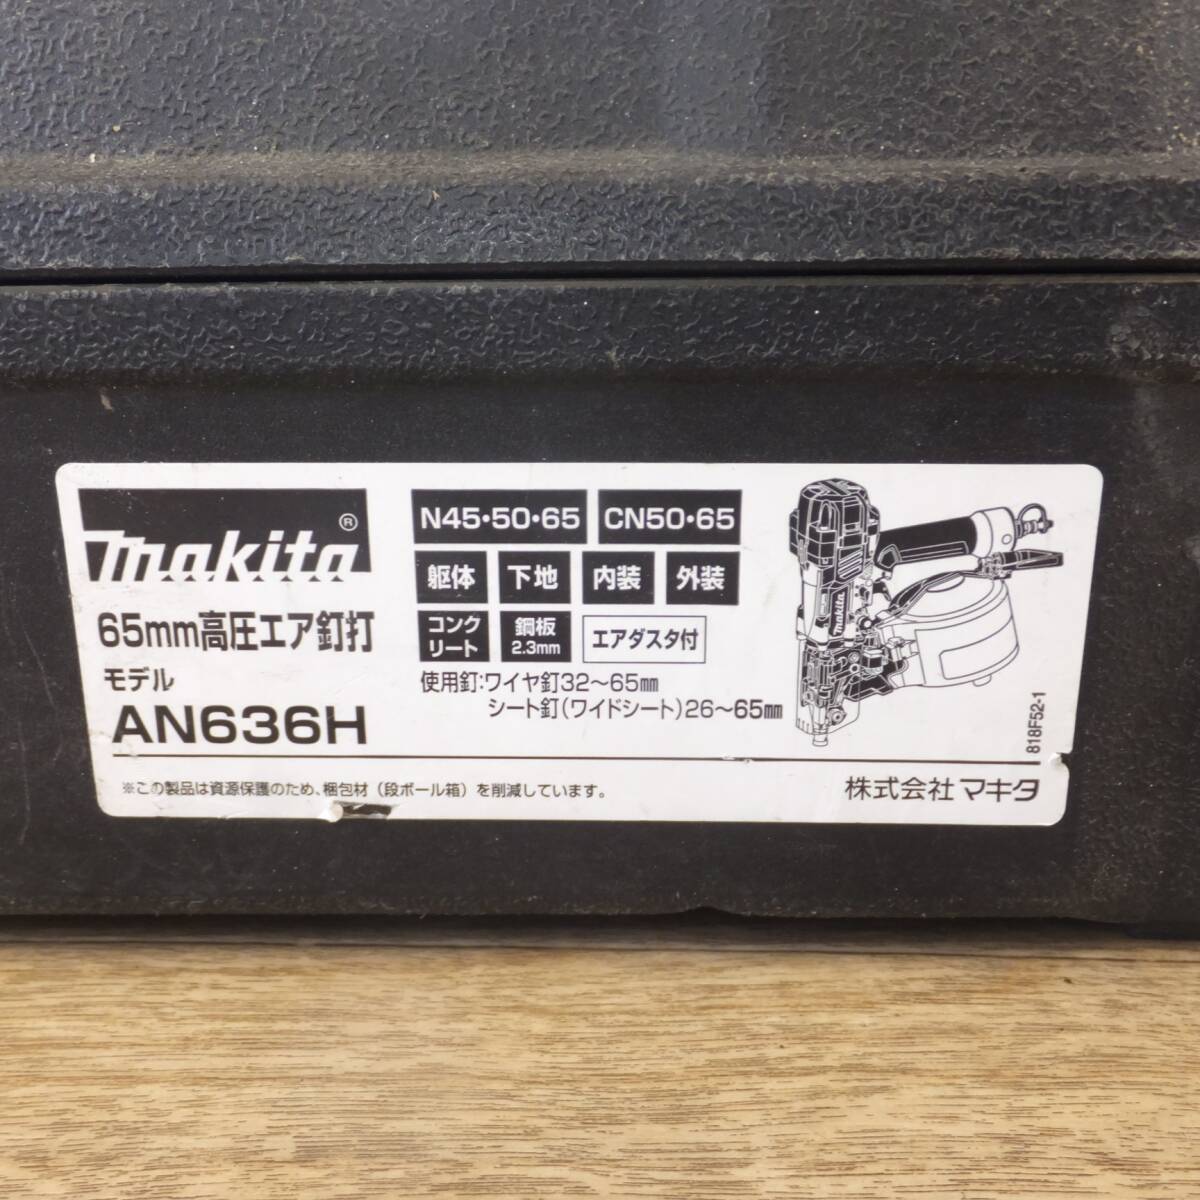 makita®
65mm高圧エア釘打
モデル
AN636H
N45・50・65
CN50・65
躯体
下地
内装
外装
コンク
リート
鋼板
2.3mm
エアダスタ付
使用釘:ワイヤ釘32〜65㎜
シート釘(ワイドシート)26〜65㎜
makita
818F52-1
※この製品は資源保護のため、梱包材(段ボール箱)を削減しています。
株式会社マキタ